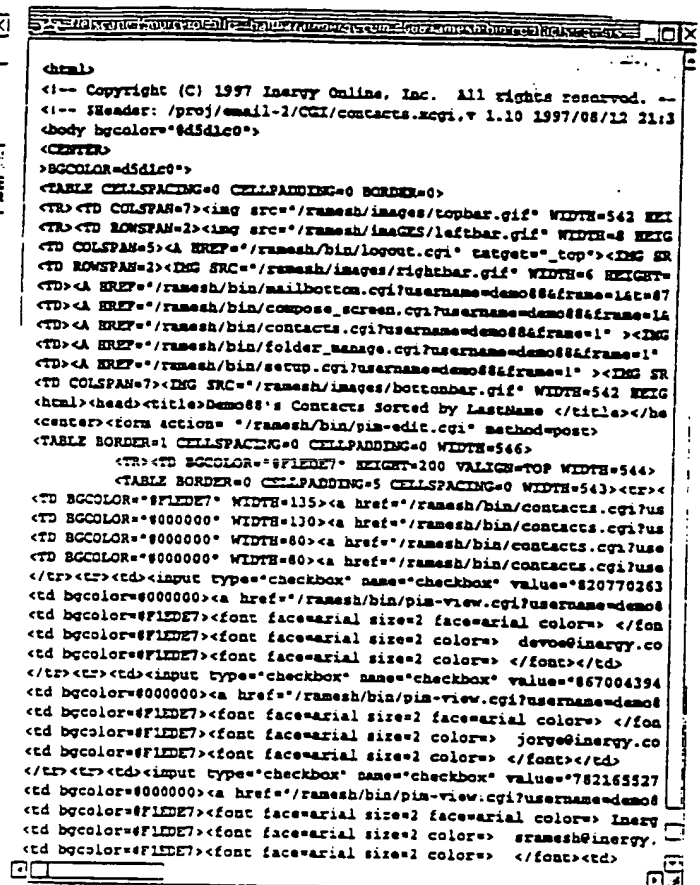 <html>
<!-- Copyright (C) 1997 Inergy Online, Inc. All rights reserved. --
<!-- $Header: /proj/email-2/CGI/contacts.xcgi,v 1.10 1997/08/12 21:3
<body bgcolor="#d5d1c0">
<CENTER>
>BGCOLOR=d5d1c0">
<TABLE CELLSPACING=0 CELLPADDING=0 BORDER=0>
<TR><TD COLSPAN=7><img src="/ramesh/images/topbar.gif" WIDTH=542 HEI
<TR><TD ROWSPAN=2><img SRC="/ramesh/imaGES/leftbar.gif" WIDTH=8 HEIG
<TD COLSPAN=5><A HREF="/ramesh/bin/logout.cgi" tatget="_top"><IMG SR
<TD ROWSPAN=2><IMG SRC="/ramesh/images/rightbar.gif" WIDTH=6 HEIGHT=
<TD><A HREF="/ramesh/bin/mailbottom.cgi?username=demo88&frame=1&t=87
<TD><A HREF="/ramesh/bin/compose_screen.cgi?username=demo88&frame=1&
<TD><A HREF="/ramesh/bin/contacts.cgi?username=demo88&frame=1" ><IMG
<TD><A HREF="/ramesh/bin/folder_manage.cgi?username=demo88&frame=1"
<TD><A HREF="/ramesh/bin/setup.cgi?username=demo88&frame=1" ><IMG SR
<TD COLSPAN=7><IMG SRC="/ramesh/images/bottonbar.gif" WIDTH=542 HEIG
<html><head><title>Demo88's Contacts Sorted by LastName </title></he
<center><form action= "/ramesh/bin/pim-edit.cgi" method=post>
<TABLE BORDER=1 CELLSPACING=0 CELLPADDING=0 WIDTH=546>
<TR><TD BGCOLOR="#F1EDE7" HEIGHT=200 VALIGN=TOP WIDTH=544>
<TABLE BORDER=0 CELLPADDING=5 CELLSPACING=0 WIDTH=543><tr><
<TD BGCOLOR="#F1EDE7" WIDTH=135><a href="/ramesh/bin/contacts.cgi?us
<TD BGCOLOR="#000000" WIDTH=130><a href="/ramesh/bin/contacts.cgi?us
<TD BGCOLOR="#000000" WIDTH=80><a href="/ramesh/bin/contacts.cgi?use
<TD BGCOLOR="#000000" WIDTH=80><a href="/ramesh/bin/contacts.cgi?use
</tr><tr><td><input type="checkbox" name="checkbox" value="820770263
<td bgcolor=#000000><a href="/ramesh/bin/pim-view.cgi?username=demo8
<td bgcolor=#F1EDE7><font face=arial size=2 face=arial color=> </fon
<td bgcolor=#F1EDE7><font face=arial size=2 color=> devoe@inergy.co
<td bgcolor=#F1EDE7><font face=arial size=2 color=> </font></td>
</tr><tr><td><input type="checkbox" name="checkbox" value="867004394
<td bgcolor=#000000><a href="/ramesh/bin/pim-view.cgi?username=demo8
<td bgcolor=#F1EDE7><font face=arial size=2 face=arial color=> </fon
<td bgcolor=#F1EDE7><font face=arial size=2 color=> jorge@inergy.co
<td bgcolor=#F1EDE7><font face=arial size=2 color=> </font></td>
</tr><tr><td><input type="checkbox" name="checkbox" value="782165527
<td bgcolor=#000000><a href="/ramesh/bin/pim-view.cgi?username=demo8
<td bgcolor=#F1EDE7><font face=arial size=2 face=arial color=> Inerg
<td bgcolor=#F1EDE7><font face=arial size=2 color=> sramesh@inergy.
<td bgcolor=#F1EDE7><font face=arial size=2 color=> </font><td>